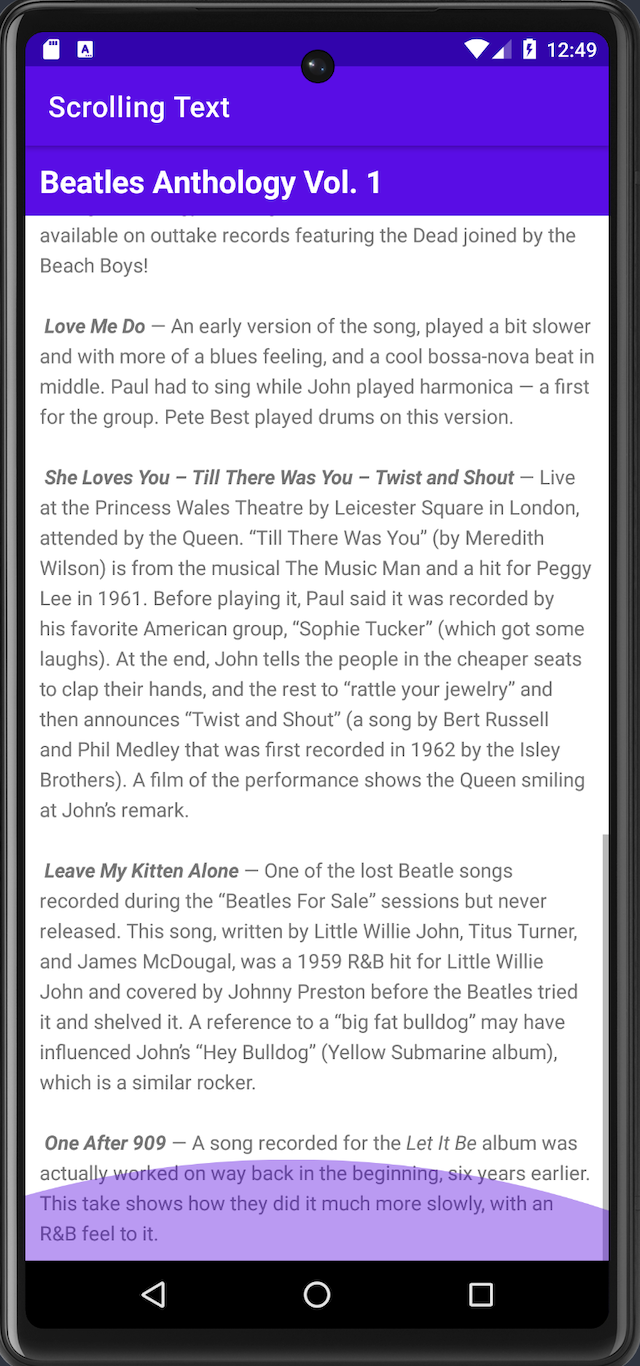 12:49
Scrolling Text
Beatles Anthology Vol. 1
available on outtake records featuring the Dead joined by the
Beach Boys!
Love Me Do — An early version of the song, played a bit slower
and with more of a blues feeling, and a cool bossa-nova beat in
middle. Paul had to sing while John played harmonica — a first
for the group. Pete Best played drums on this version.
She Loves You – Till There Was You – Twist and Shout — Live
at the Princess Wales Theatre by Leicester Square in London,
attended by the Queen. “Till There Was You” (by Meredith
Wilson) is from the musical The Music Man and a hit for Peggy
Lee in 1961. Before playing it, Paul said it was recorded by
his favorite American group, “Sophie Tucker” (which got some
laughs). At the end, John tells the people in the cheaper seats
to clap their hands, and the rest to “rattle your jewelry” and
then announces “Twist and Shout” (a song by Bert Russell
and Phil Medley that was first recorded in 1962 by the Isley
Brothers). A film of the performance shows the Queen smiling
at John’s remark.
Leave My Kitten Alone — One of the lost Beatle songs
recorded during the “Beatles For Sale” sessions but never
released. This song, written by Little Willie John, Titus Turner,
and James McDougal, was a 1959 R&B hit for Little Willie
John and covered by Johnny Preston before the Beatles tried
it and shelved it. A reference to a “big fat bulldog” may have
influenced John’s “Hey Bulldog” (Yellow Submarine album),
which is a similar rocker.
One After 909 — A song recorded for the Let It Be album was
actually worked on way back in the beginning, six years earlier.
This take shows how they did it much more slowly, with an
R&B feel to it.